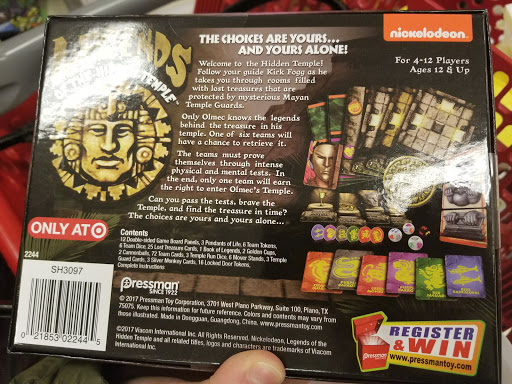 THE CHOICES ARE YOURS...
AND YOURS ALONE!
nickelodeon
For 4-12 Players
Ages 12 & Up
TEMPLE
Welcome to the Hidden Temple!
Follow your guide Kirk Fogg as he
takes you through rooms filled
with lost treasures that are
protected by mysterious Mayan
Temple Guards.
Only Olmec knows the legends
behind the treasure in his
temple. One of six teams will
have a chance to retrieve it.
The teams must prove
themselves through intense
physical and mental tests. In
the end, only one team will earn
the right to enter Olmec's Temple.
Can you pass the tests, brave the
Temple, and find the treasure in time?
The choices are yours and yours alone...
ONLY AT
2244
SH3097
0 21853 02244 5
Contents
12 Double-sided Game Board Panels, 3 Pendants of Life, 6 Team Tokens,
6 Team Dice, 25 Lost Treasure Cards, 1 Book of Legends, 2 Golden Cups,
2 Cannonballs, 72 Team Cards, 3 Temple Run Dice, 6 Mover Stands, 3 Temple
Guard Cards, 3 Silver Monkey Cards, 16 Locked Door Tokens,
Complete Instructions
Pressman
SINCE 1922
© 2017 Pressman Toy Corporation, 3701 West Plano Parkway, Suite 100, Plano, TX
75075. Keep this information for future reference. Colors and contents may vary from
those illustrated. Made in Dongguan, Guangdong, China. www.pressmantoy.com
©2017 Viacom International Inc. All Rights Reserved. Nickelodeon, Legends of the
Hidden Temple and all related titles, logos and characters are trademarks of Viacom
International Inc.
Pressman
REGISTER
& WIN
www.pressmantoy.com